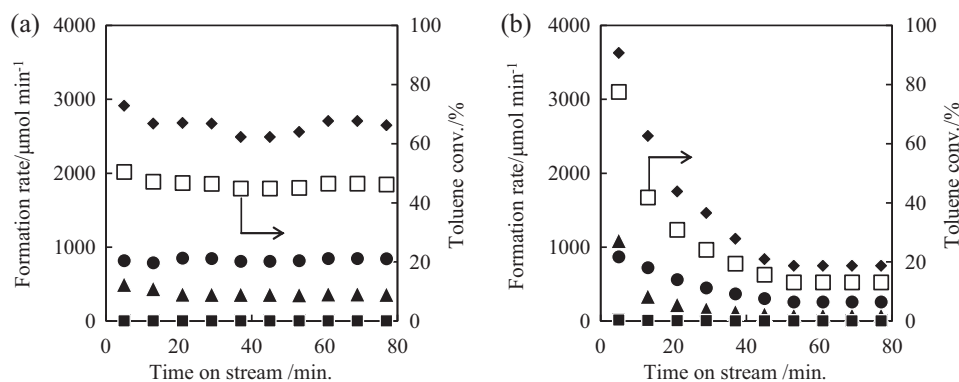 (a)
4000
3000
2000
1000
0
Formation rate/μmol min⁻¹
100
80
60
40
20
0
Toluene conv./%
0 20 40 60 80
Time on stream /min.
(b)
4000
3000
2000
1000
0
Formation rate/μmol min⁻¹
100
80
60
40
20
0
Toluene conv./%
0 20 40 60 80
Time on stream /min.